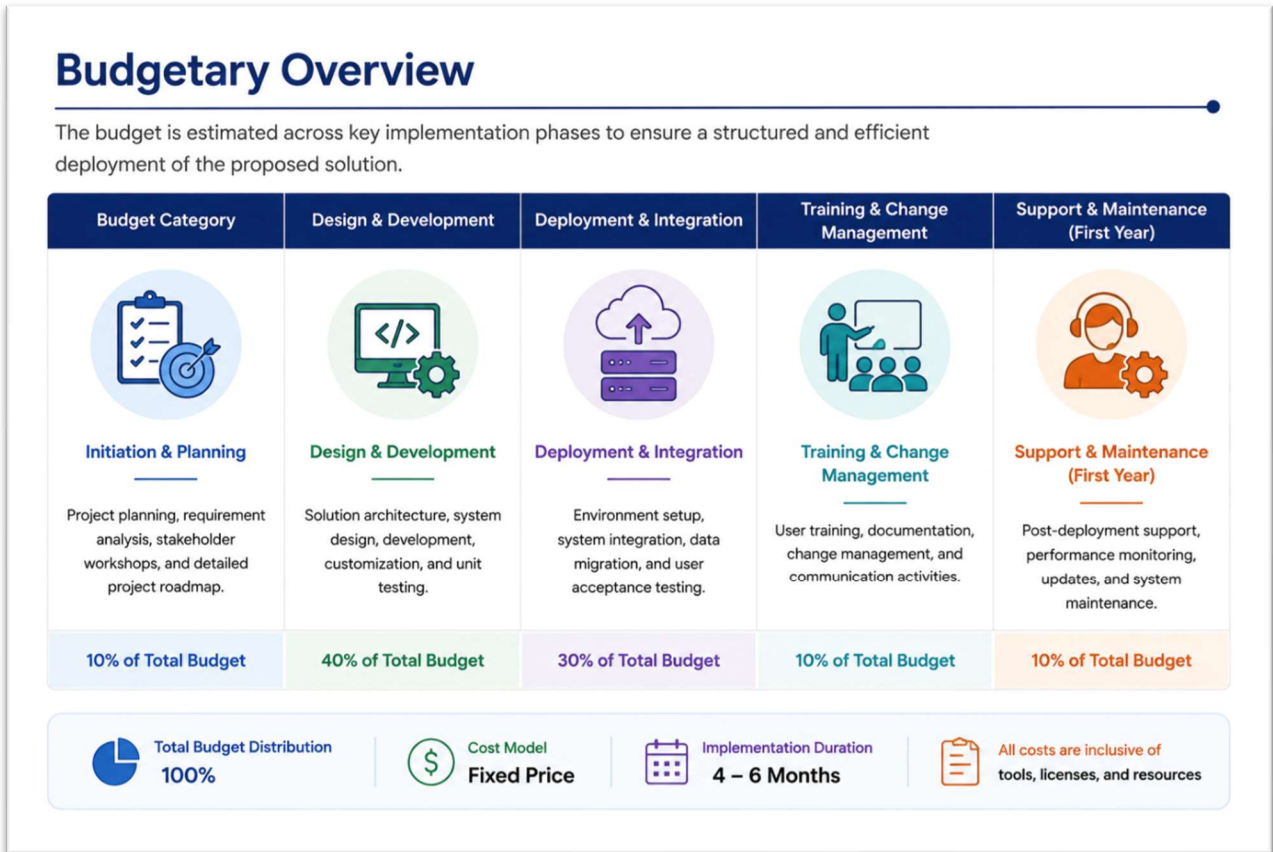 Budgetary Overview
The budget is estimated across key implementation phases to ensure a structured and efficient
deployment of the proposed solution.
Budget Category
Design & Development
Deployment & Integration
Training & Change
Management
Support & Maintenance
(First Year)
</>
Initiation & Planning
Project planning, requirement
analysis, stakeholder
workshops, and detailed
project roadmap.
10% of Total Budget
Design & Development
Solution architecture, system
design, development,
customization, and unit
testing.
40% of Total Budget
Deployment & Integration
Environment setup,
system integration, data
migration, and user
acceptance testing.
30% of Total Budget
Training & Change
Management
User training, documentation,
change management, and
communication activities.
10% of Total Budget
Support & Maintenance
(First Year)
Post-deployment support,
performance monitoring,
updates, and system
maintenance.
10% of Total Budget
Total Budget Distribution
100%
$
Cost Model
Fixed Price
Implementation Duration
4 – 6 Months
All costs are inclusive of
tools, licenses, and resources